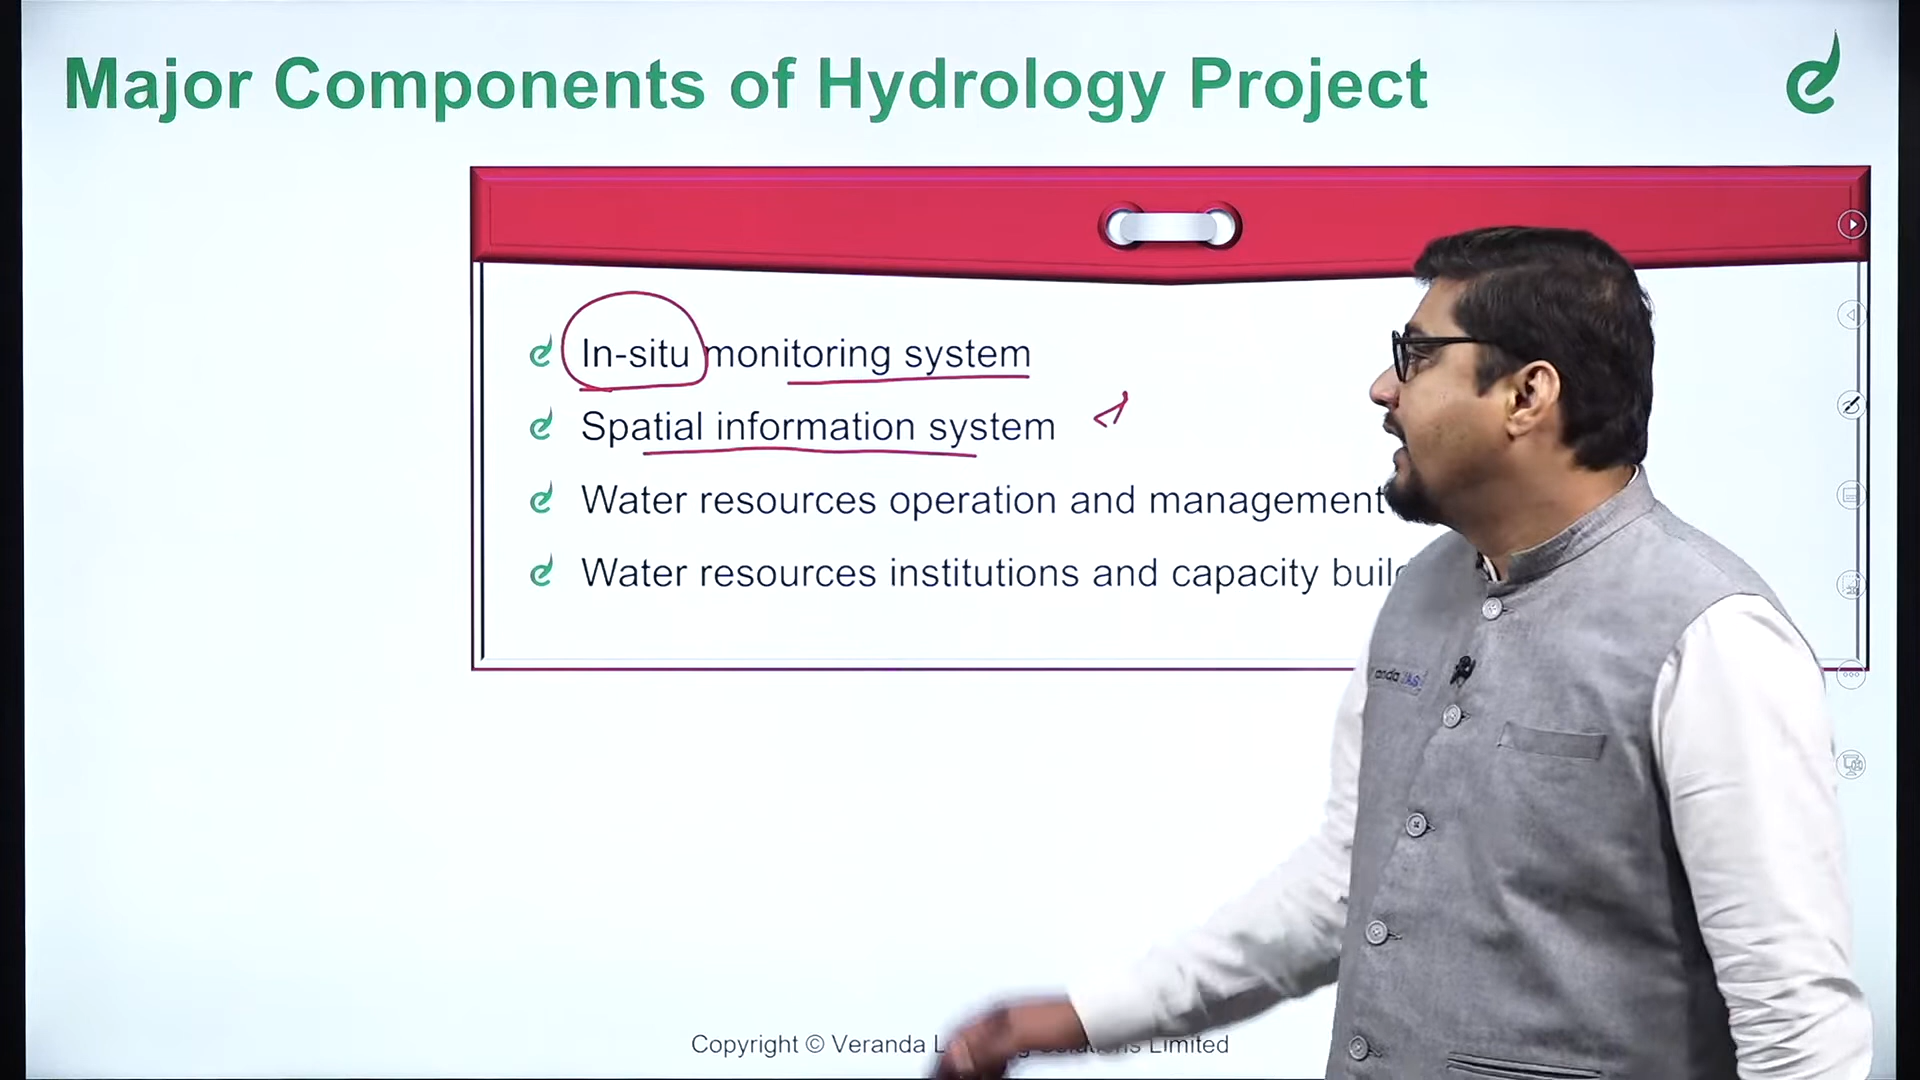 Major Components of Hydrology Project
In-situ monitoring system
Spatial information system
Water resources operation and management
Water resources institutions and capacity
Copyright © Veranda Limited